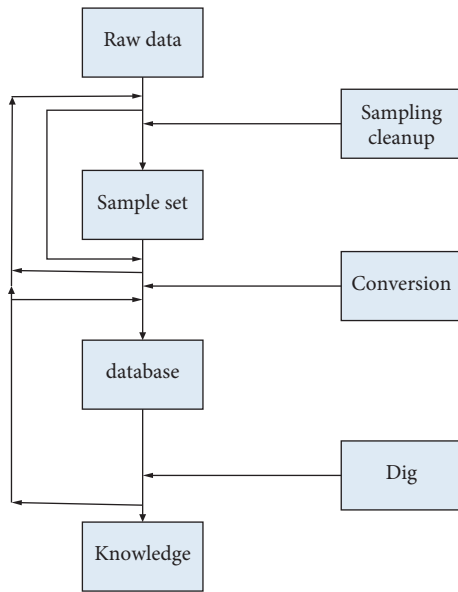 Raw data
Sampling
cleanup
Sample set
Conversion
database
Dig
Knowledge